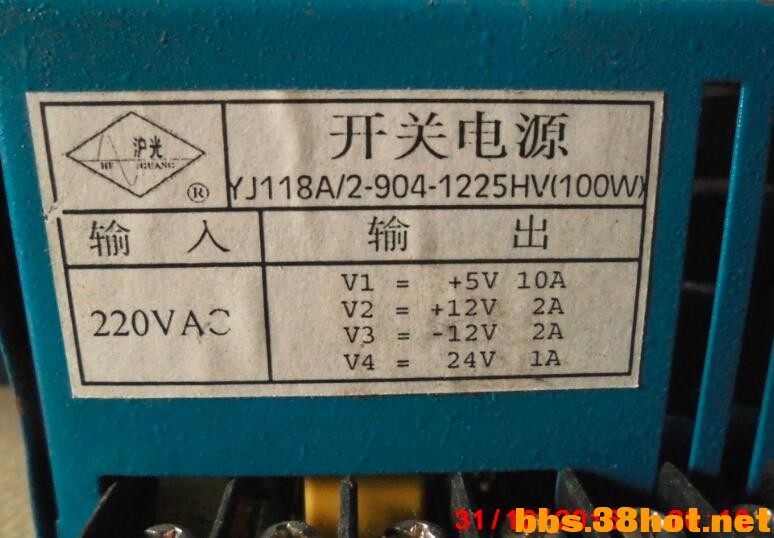 沪光
HU GUANG
®
开关电源
YJ118A/2-904-1225HV(100W)
输 入
输 出
220VAC
V1 = +5V 10A
V2 = +12V 2A
V3 = -12V 2A
V4 = 24V 1A
bbs.38hot.net